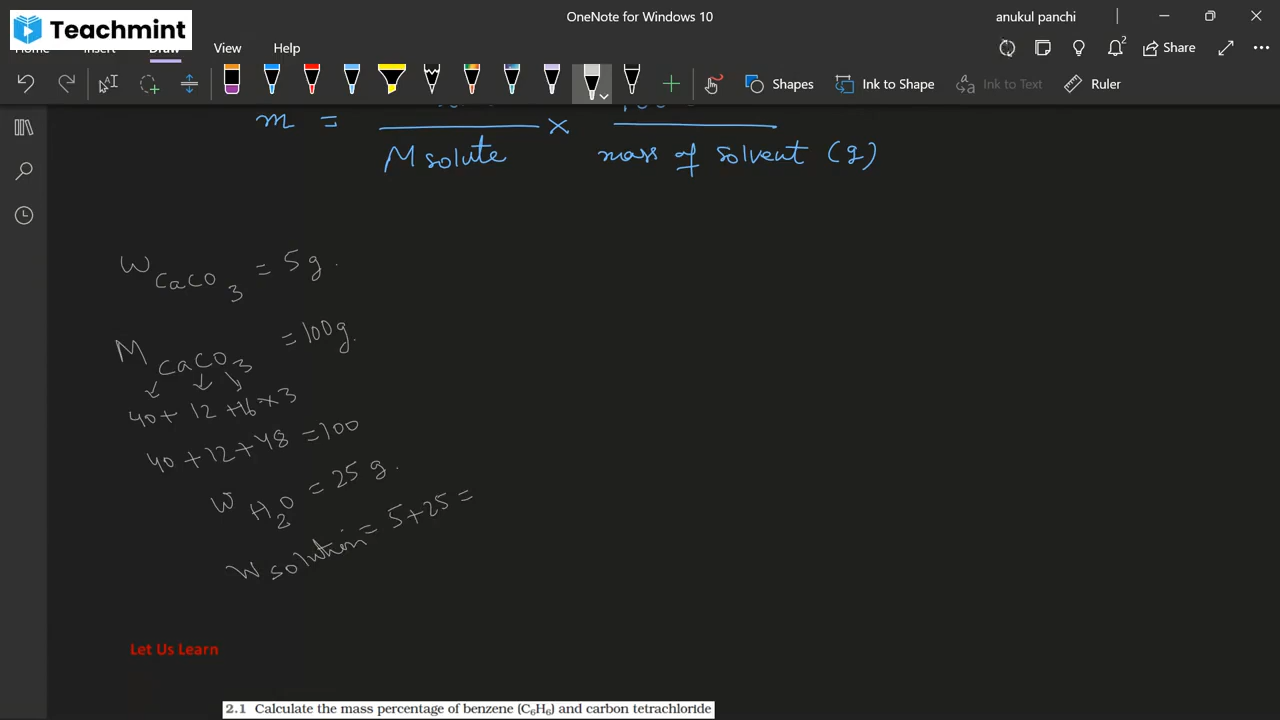 Teachmint
OneNote for Windows 10
anukul panchi
Home Insert Draw View Help
2
Share
Shapes
Ink to Shape
Ink to Text
Ruler
m =
×
M solute
mass of solvent (g)
W CaCO3 = 5g.
M CaCO3 = 100g.
40 + 12 + 16 × 3
40 + 12 + 48 = 100
W H2O = 25 g.
W solution = 5 + 25 =
Let Us Learn
2.1 Calculate the mass percentage of benzene (C6H6) and carbon tetrachloride